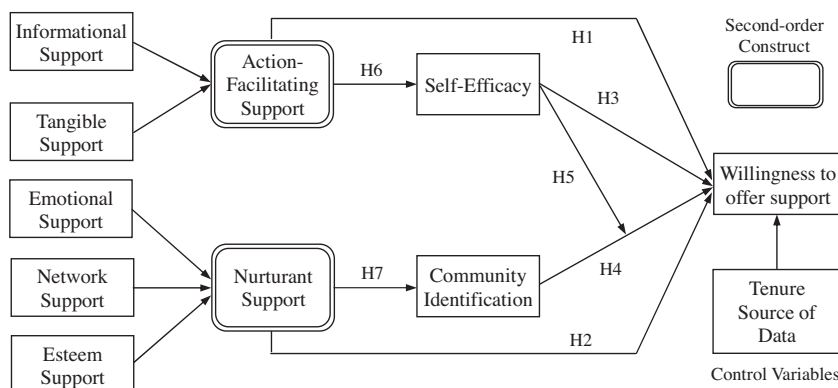 Informational
Support
Tangible
Support
Emotional
Support
Network
Support
Esteem
Support
Action-
Facilitating
Support
Nurturant
Support
H6
H7
Self-Efficacy
Community
Identification
H1
H3
H5
H4
H2
Second-order
Construct
Willingness to
offer support
Tenure
Source of
Data
Control Variables